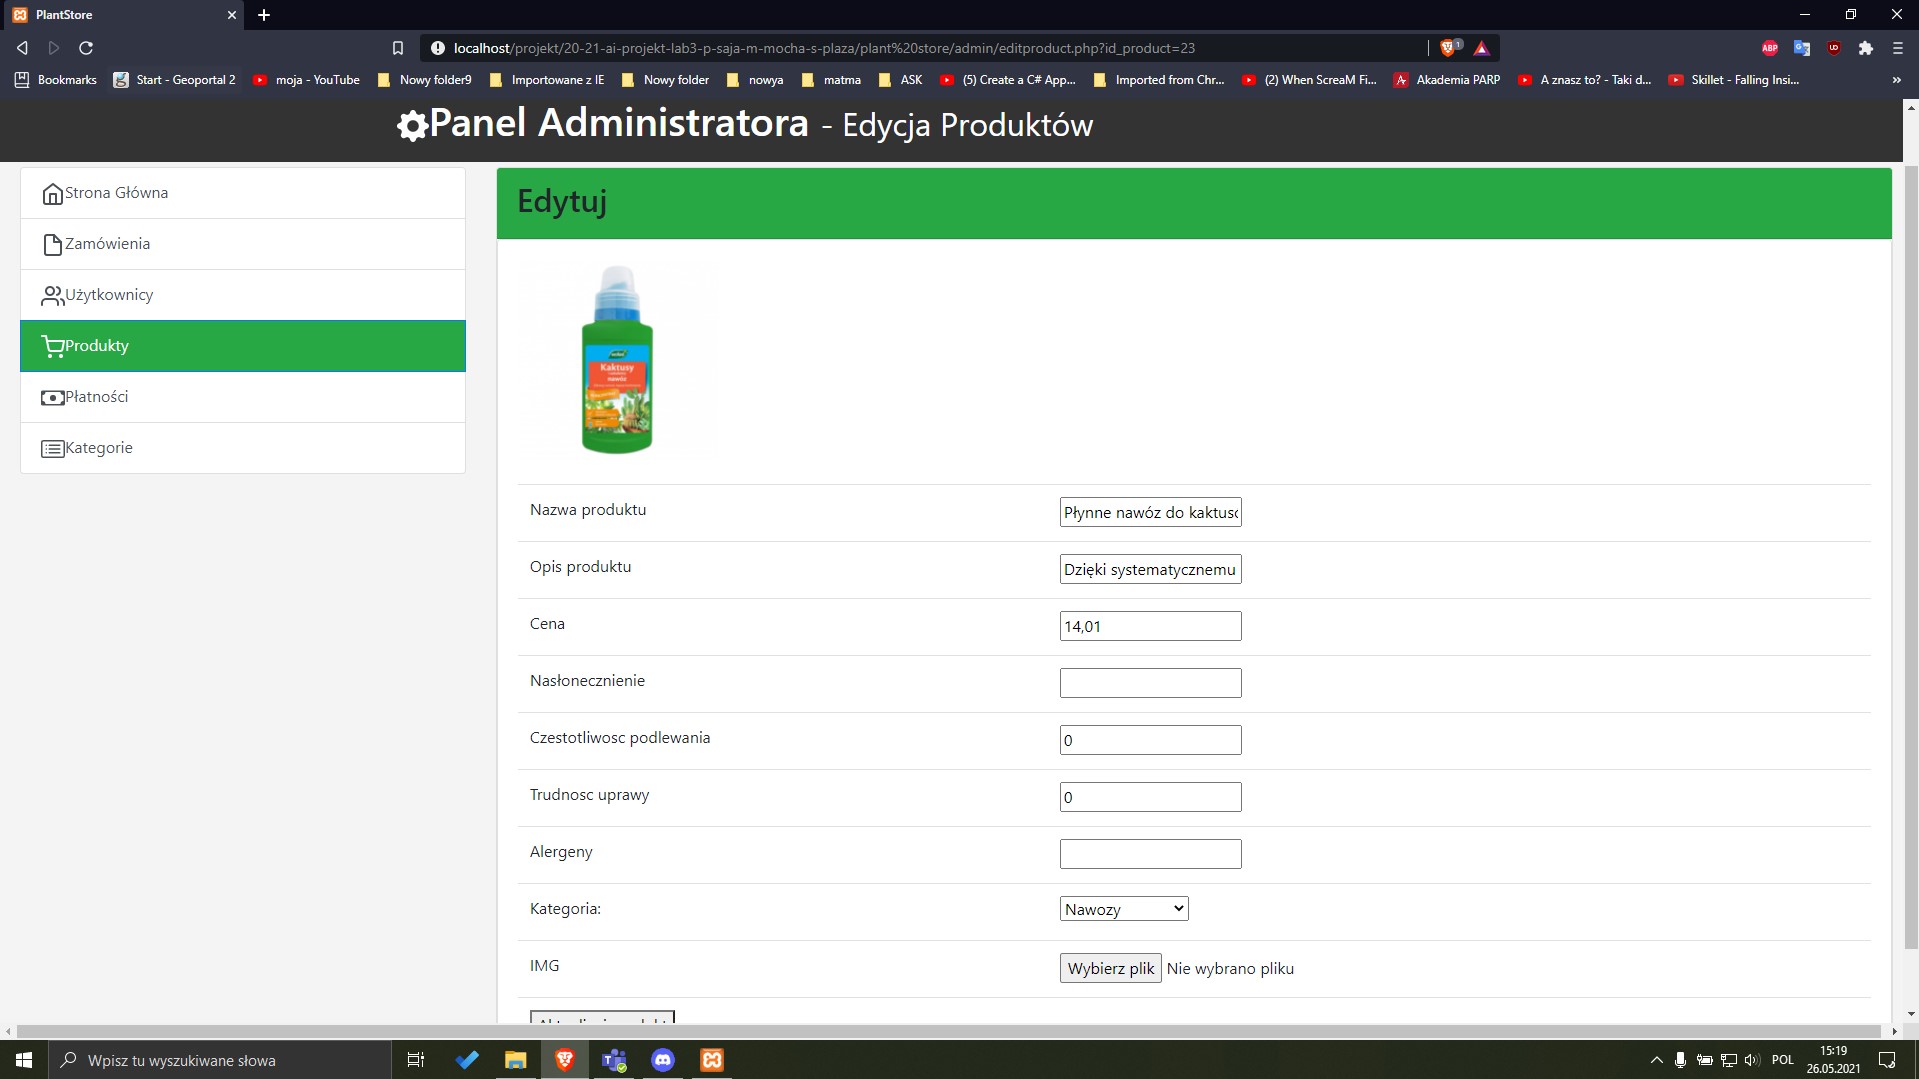 PlantStore
localhost/projekt/20-21-ai-projekt-lab3-p-saja-m-mocha-s-plaza/plant%20store/admin/editproduct.php?id_product=23
1
ABP
Bookmarks Start - Geoportal 2 moja - YouTube Nowy folder9 Importowane z IE Nowy folder nowya matma ASK (5) Create a C# App... Imported from Chr... (2) When ScreaM Fi... Akademia PARP A znasz to? - Taki d... Skillet - Falling Insi... »
Panel Administratora - Edycja Produktów
Strona Główna
Zamówienia
Użytkownicy
Produkty
Płatności
Kategorie
Edytuj
Kaktusy
nawóz
Nazwa produktu Płynne nawóz do kaktusó
Opis produktu Dzięki systematycznemu
Cena 14,01
Nasłonecznienie
Czestotliwosc podlewania 0
Trudnosc uprawy 0
Alergeny
Kategoria: Nawozy
IMG Wybierz plik Nie wybrano pliku
Wpisz tu wyszukiwane słowa
POL
15:19
26.05.2021